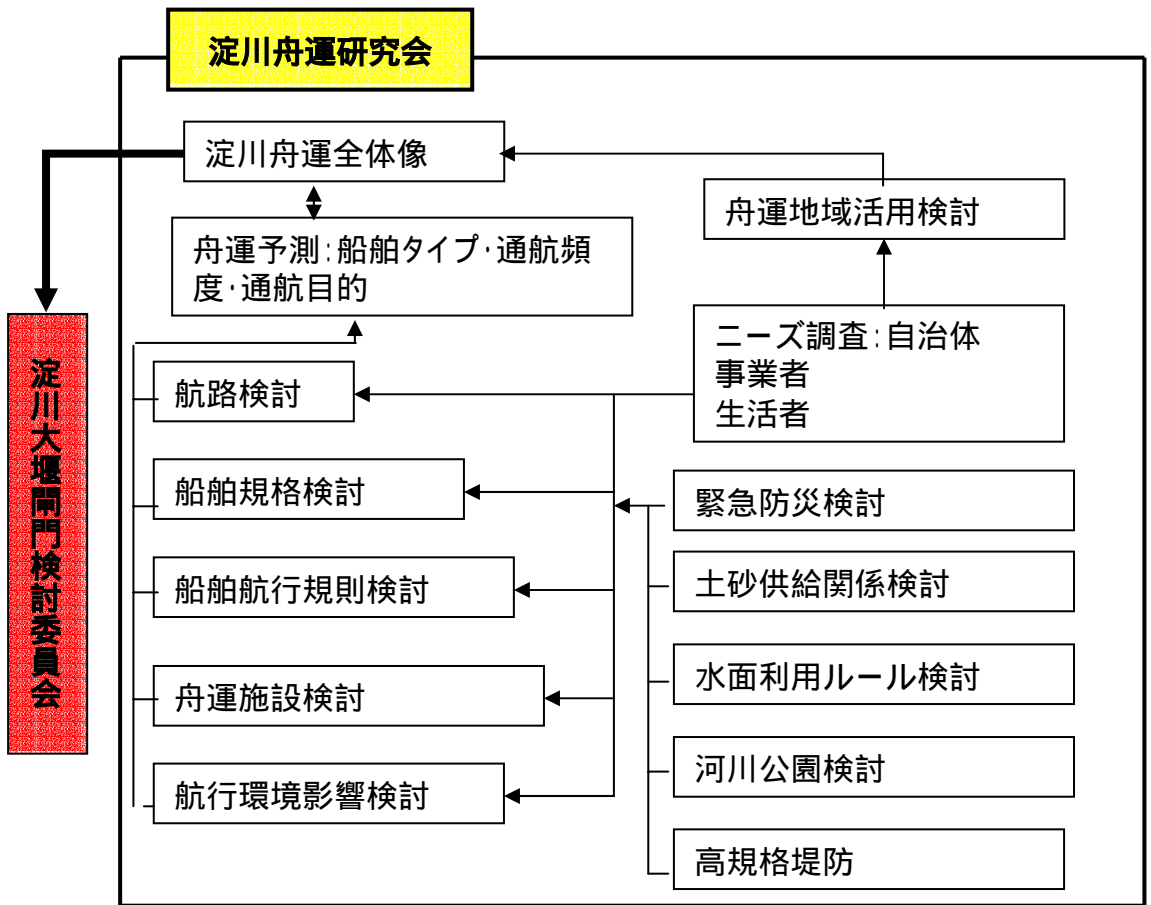 淀川舟運研究会
淀川舟運全体像
舟運地域活用検討
舟運予測:船舶タイプ・通航頻
度・通航目的
ニーズ調査:自治体
事業者
生活者
航路検討
船舶規格検討
緊急防災検討
船舶航行規則検討
土砂供給関係検討
舟運施設検討
水面利用ルール検討
航行環境影響検討
河川公園検討
高規格堤防
淀川大堰閘門検討委員会